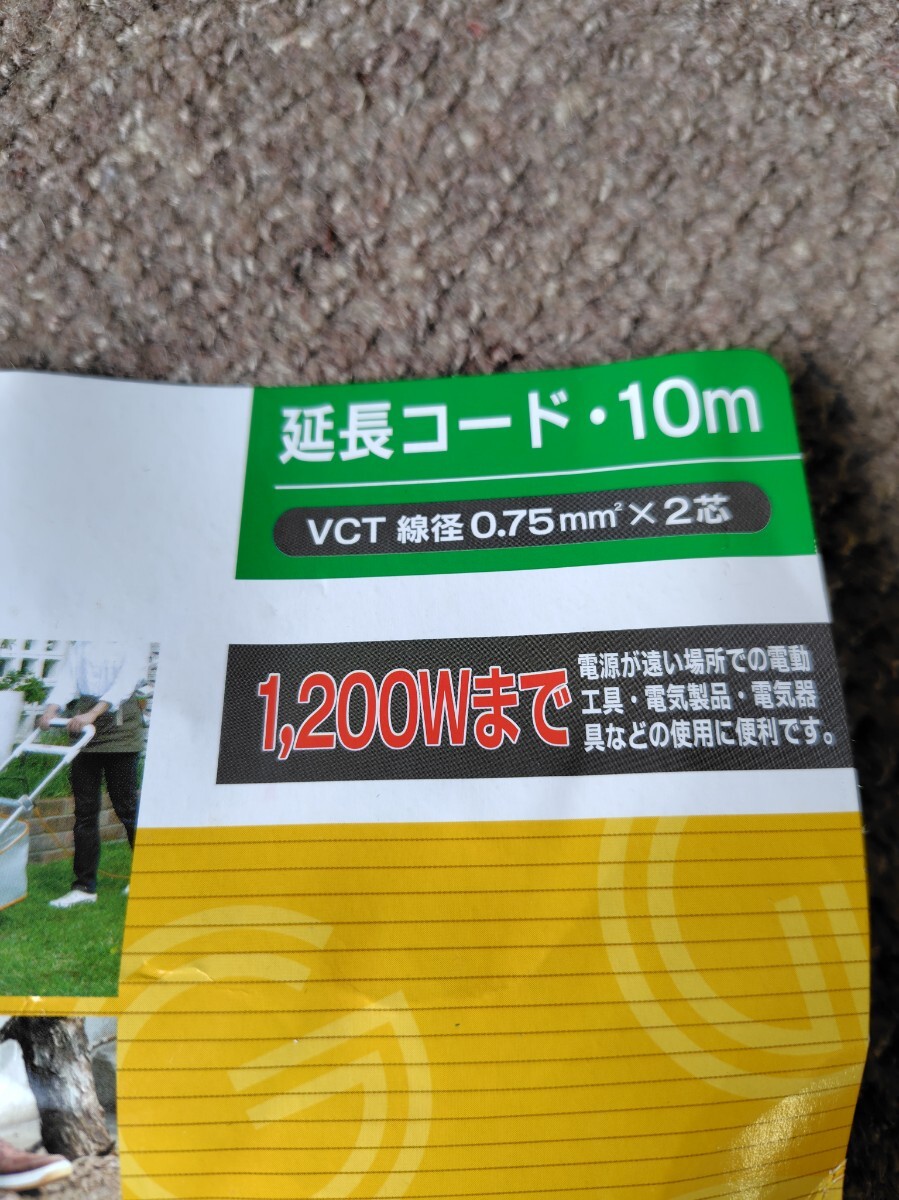 延長コード・10m
VCT 線径0.75mm²×2芯
1,200Wまで
電源が遠い場所での電動
工具・電気製品・電気器
具などの使用に便利です。